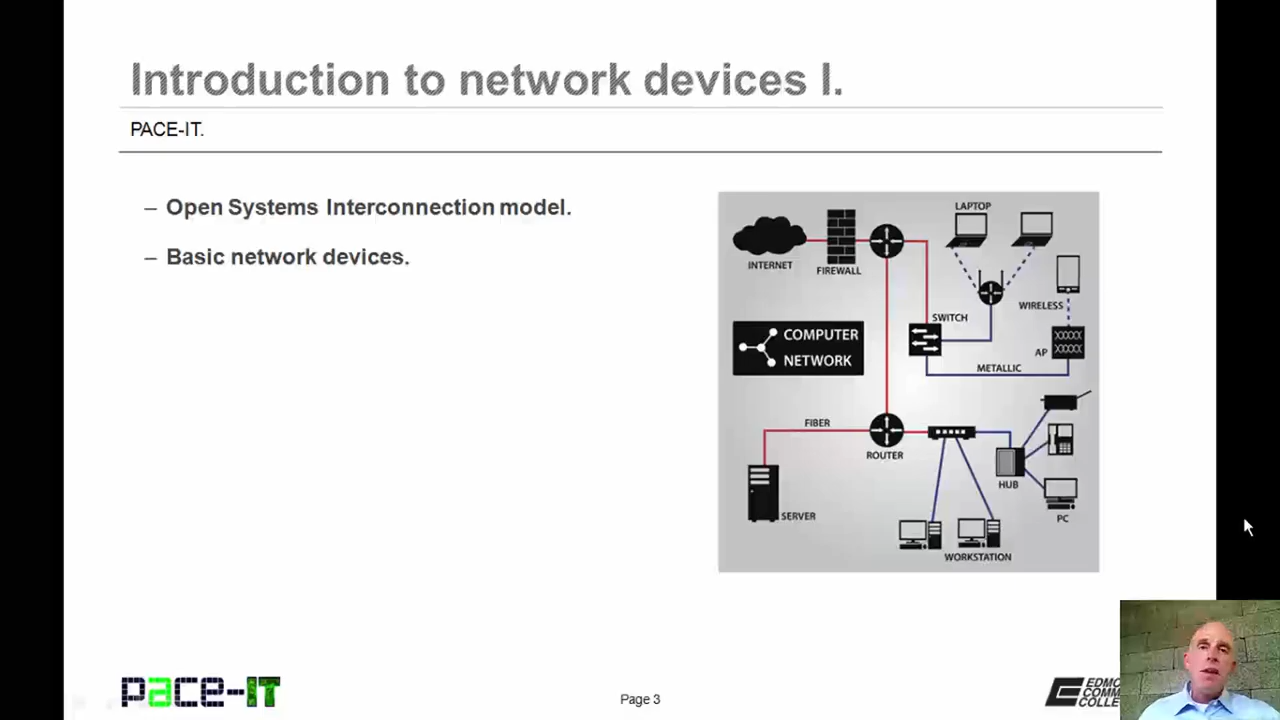 Introduction to network devices I.
PACE-IT.
– Open Systems Interconnection model.
– Basic network devices.
LAPTOP
INTERNET
FIREWALL
WIRELESS
SWITCH
COMPUTER
NETWORK
AP
METALLIC
FIBER
ROUTER
HUB
SERVER
PC
WORKSTATION
pace-IT
Page 3